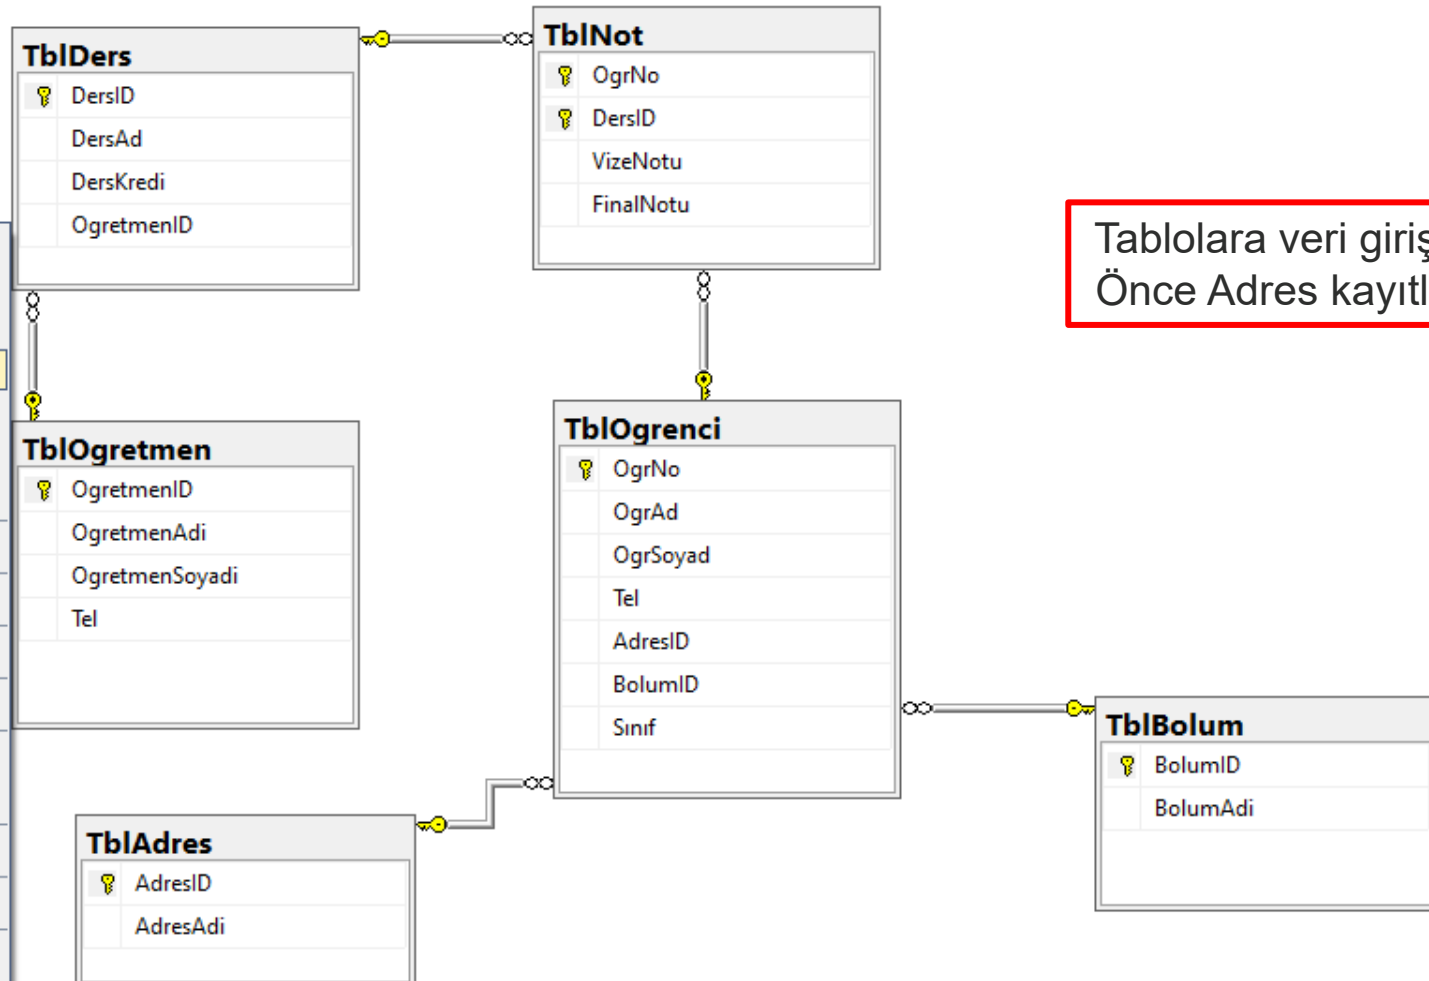 TblDers
DersID
DersAd
DersKredi
OgretmenID
TblNot
OgrNo
DersID
VizeNotu
FinalNotu
Tablolara veri giriş
Önce Adres kayıtl
TblOgretmen
OgretmenID
OgretmenAdi
OgretmenSoyadi
Tel
TblOgrenci
OgrNo
OgrAd
OgrSoyad
Tel
AdresID
BolumID
Sınıf
TblBolum
BolumID
BolumAdi
TblAdres
AdresID
AdresAdi